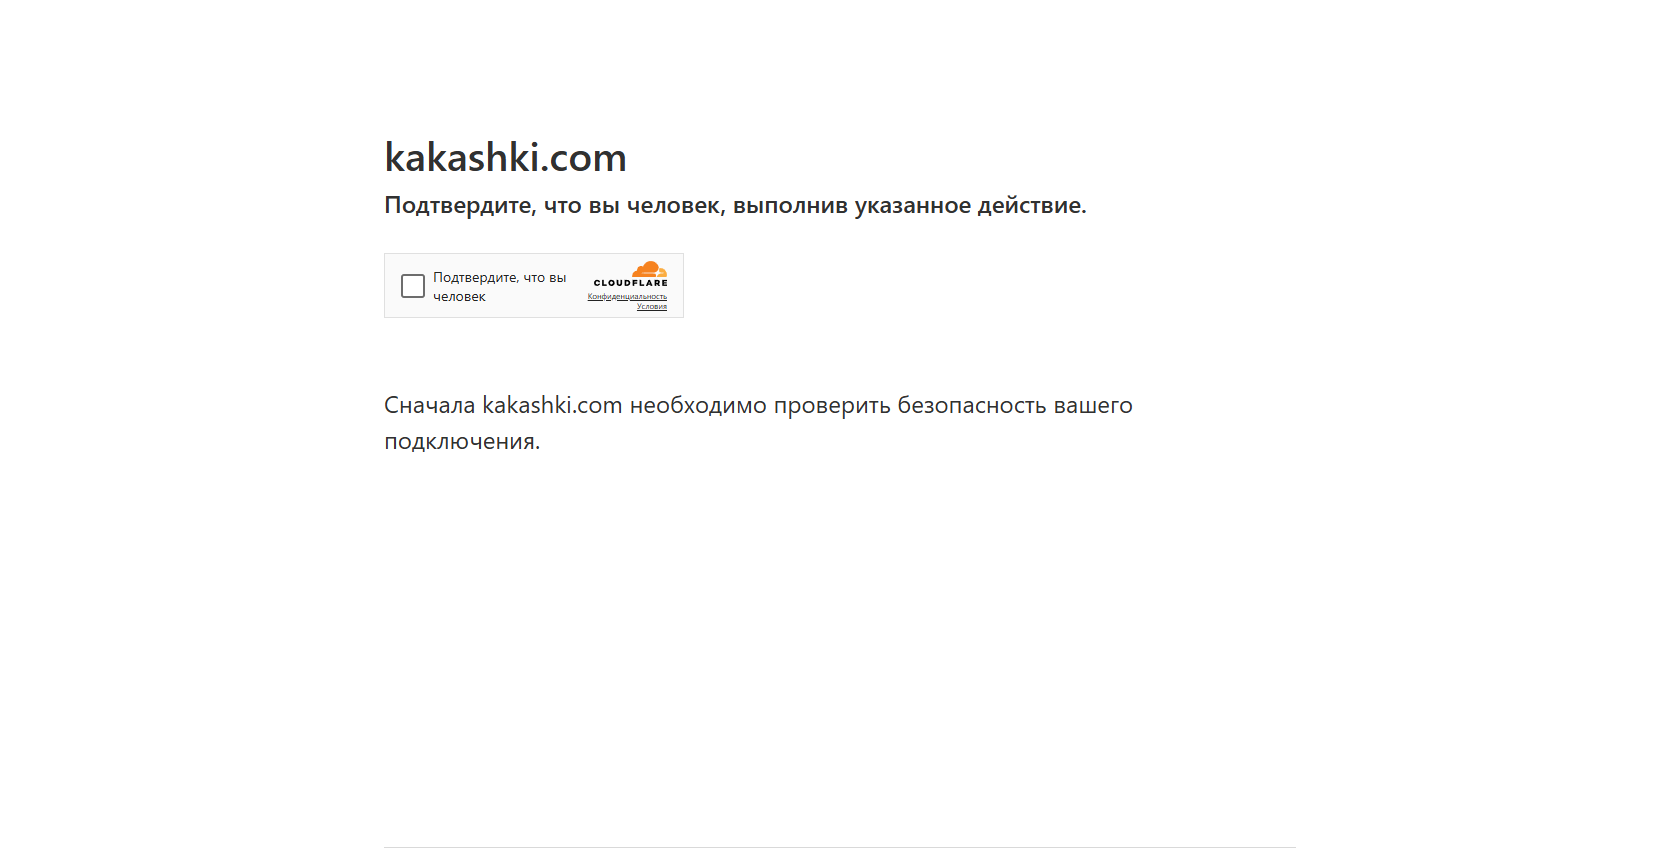 kakashki.com
Подтвердите, что вы человек, выполнив указанное действие.
Подтвердите, что вы
человек
CLOUDFLARE
Конфиденциальность
Условия
Сначала kakashki.com необходимо проверить безопасность вашего
подключения.